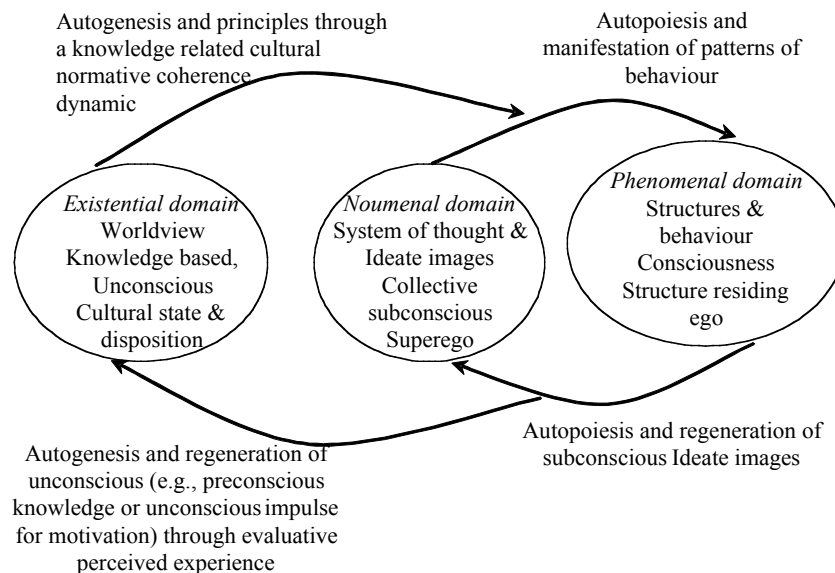 Autogenesis and principles through
a knowledge related cultural
normative coherence
dynamic
Autopoiesis and
manifestation of patterns of
behaviour
Existential domain
Worldview
Knowledge based,
Unconscious
Cultural state &
disposition
Noumenal domain
System of thought &
Ideate images
Collective
subconscious
Superego
Phenomenal domain
Structures &
behaviour
Consciousness
Structure residing
ego
Autogenesis and regeneration of
unconscious (e.g., preconscious
knowledge or unconscious impulse
for motivation) through evaluative
perceived experience
Autopoiesis and regeneration of
subconscious Ideate images